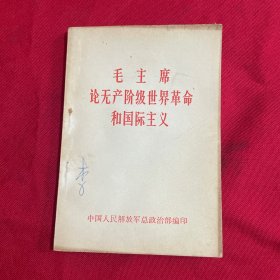 毛主席
论无产阶级世界革命
和国际主义
李
中国人民解放军总政治部编印